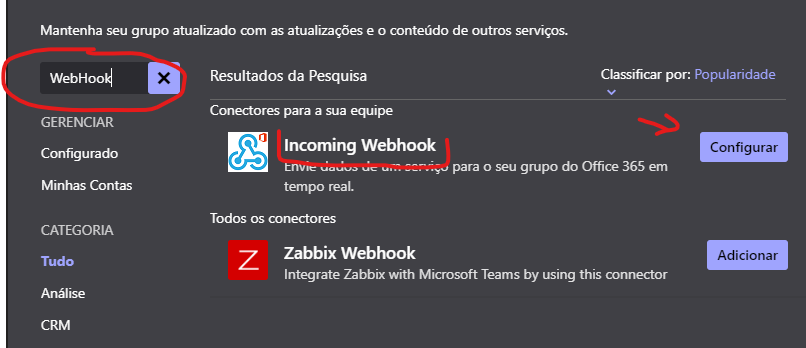 Mantenha seu grupo atualizado com as atualizações e o conteúdo de outros serviços.
WebHook
Resultados da Pesquisa
Classificar por: Popularidade
Conectores para a sua equipe
GERENCIAR
Configurado
Minhas Contas
Incoming Webhook
Envie dados de um serviço para o seu grupo do Office 365 em
tempo real.
Configurar
CATEGORIA
Tudo
Análise
CRM
Todos os conectores
Z
Zabbix Webhook
Integrate Zabbix with Microsoft Teams by using this connector
Adicionar